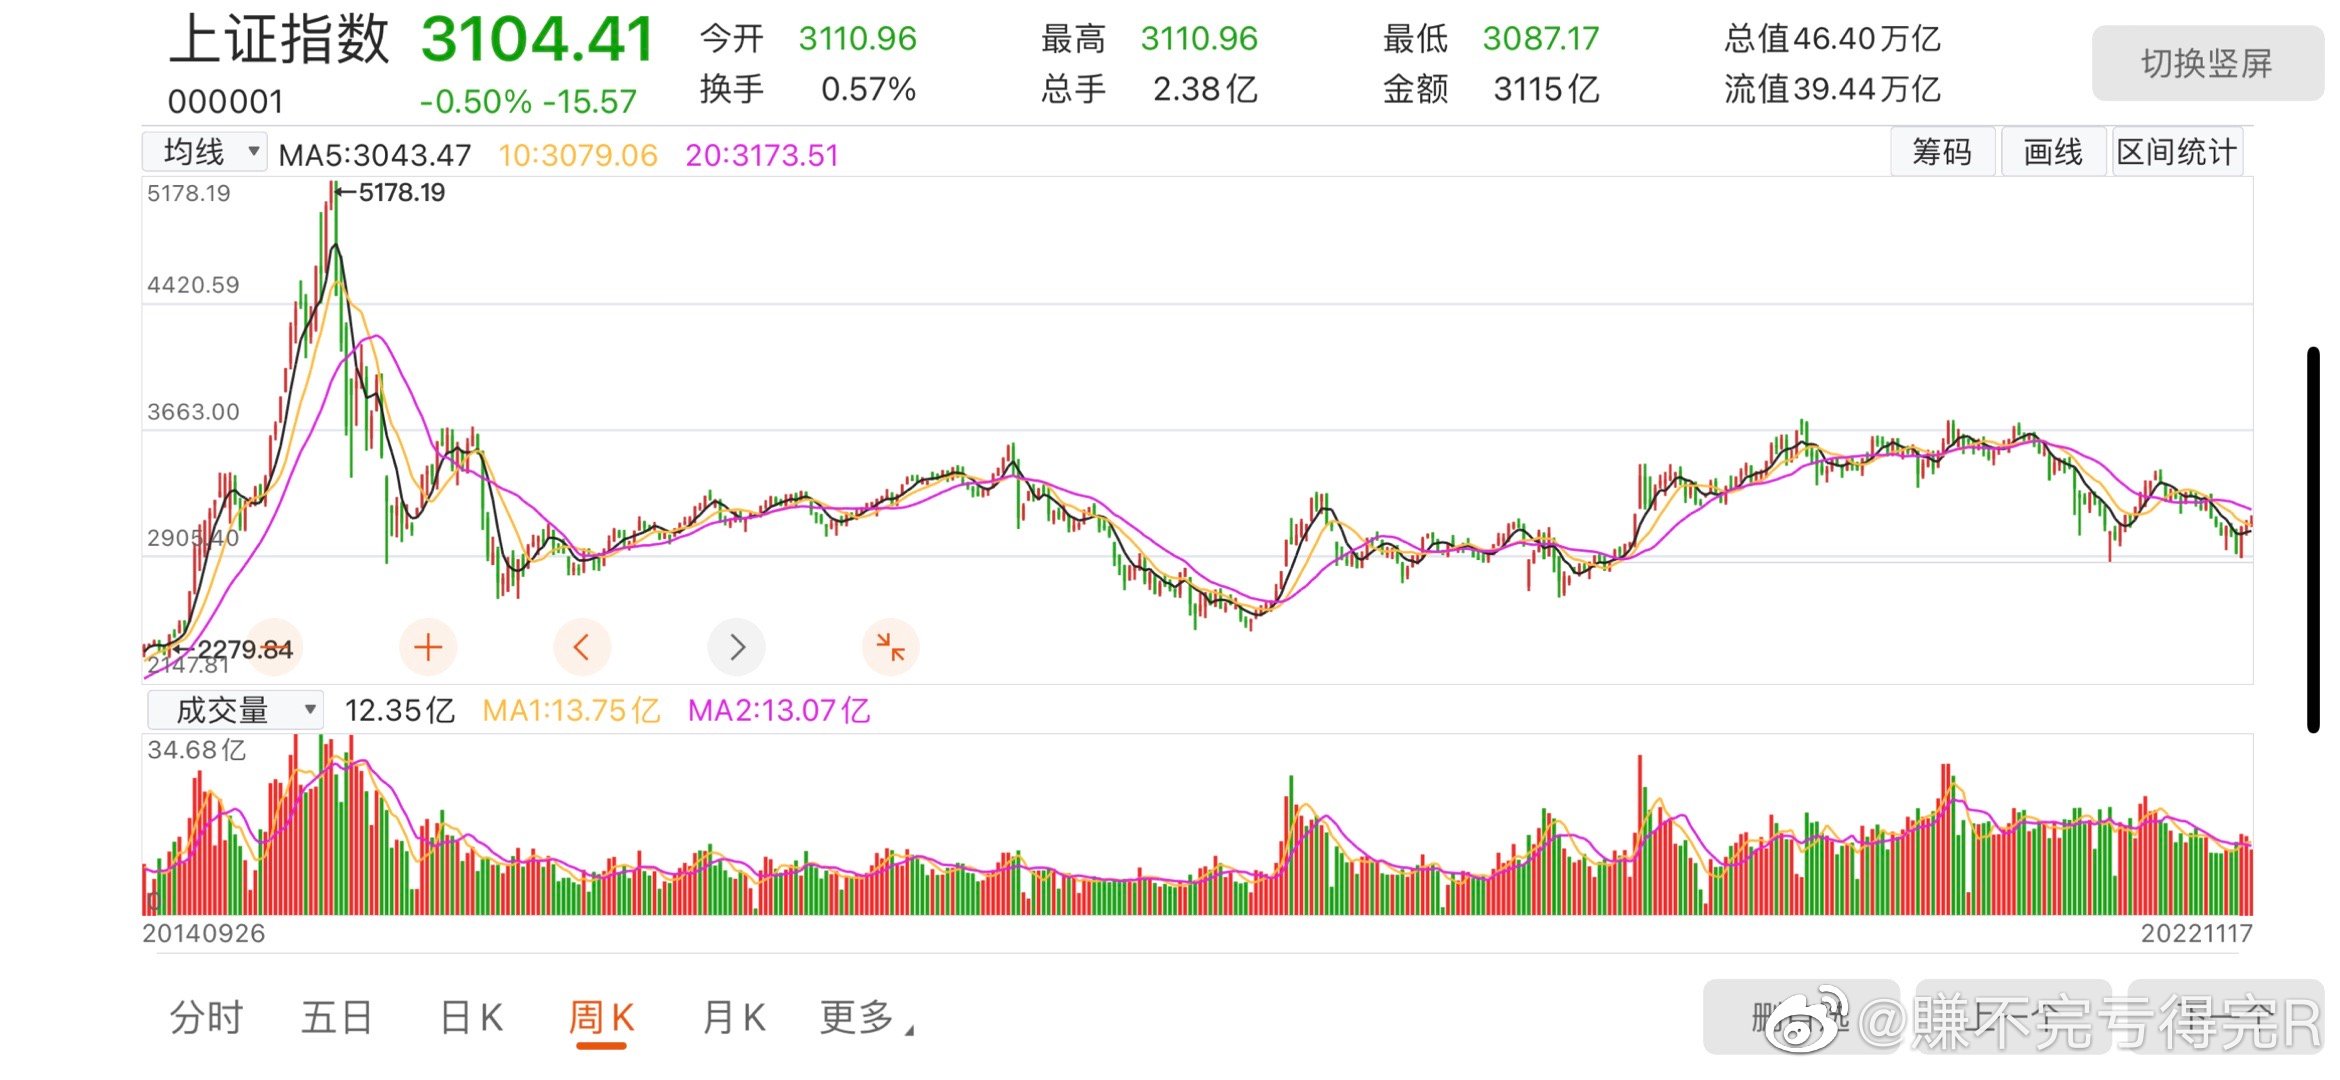 上证指数 3104.41 今开 3110.96 最高 3110.96 最低 3087.17 总值46.40万亿 切换竖屏
000001 -0.50% -15.57 换手 0.57% 总手 2.38亿 金额 3115亿 流值39.44万亿
均线 MA5:3043.47 10:3079.06 20:3173.51 筹码 画线 区间统计
5178.19 5178.19
4420.59
3663.00
2905.40
2279.84
2147.81
成交量 12.35亿 MA1:13.75亿 MA2:13.07亿
34.68亿
0
20140926 20221117
分时 五日 日K 周K 月K 更多 上一个 下一个
@赚不完亏得完R